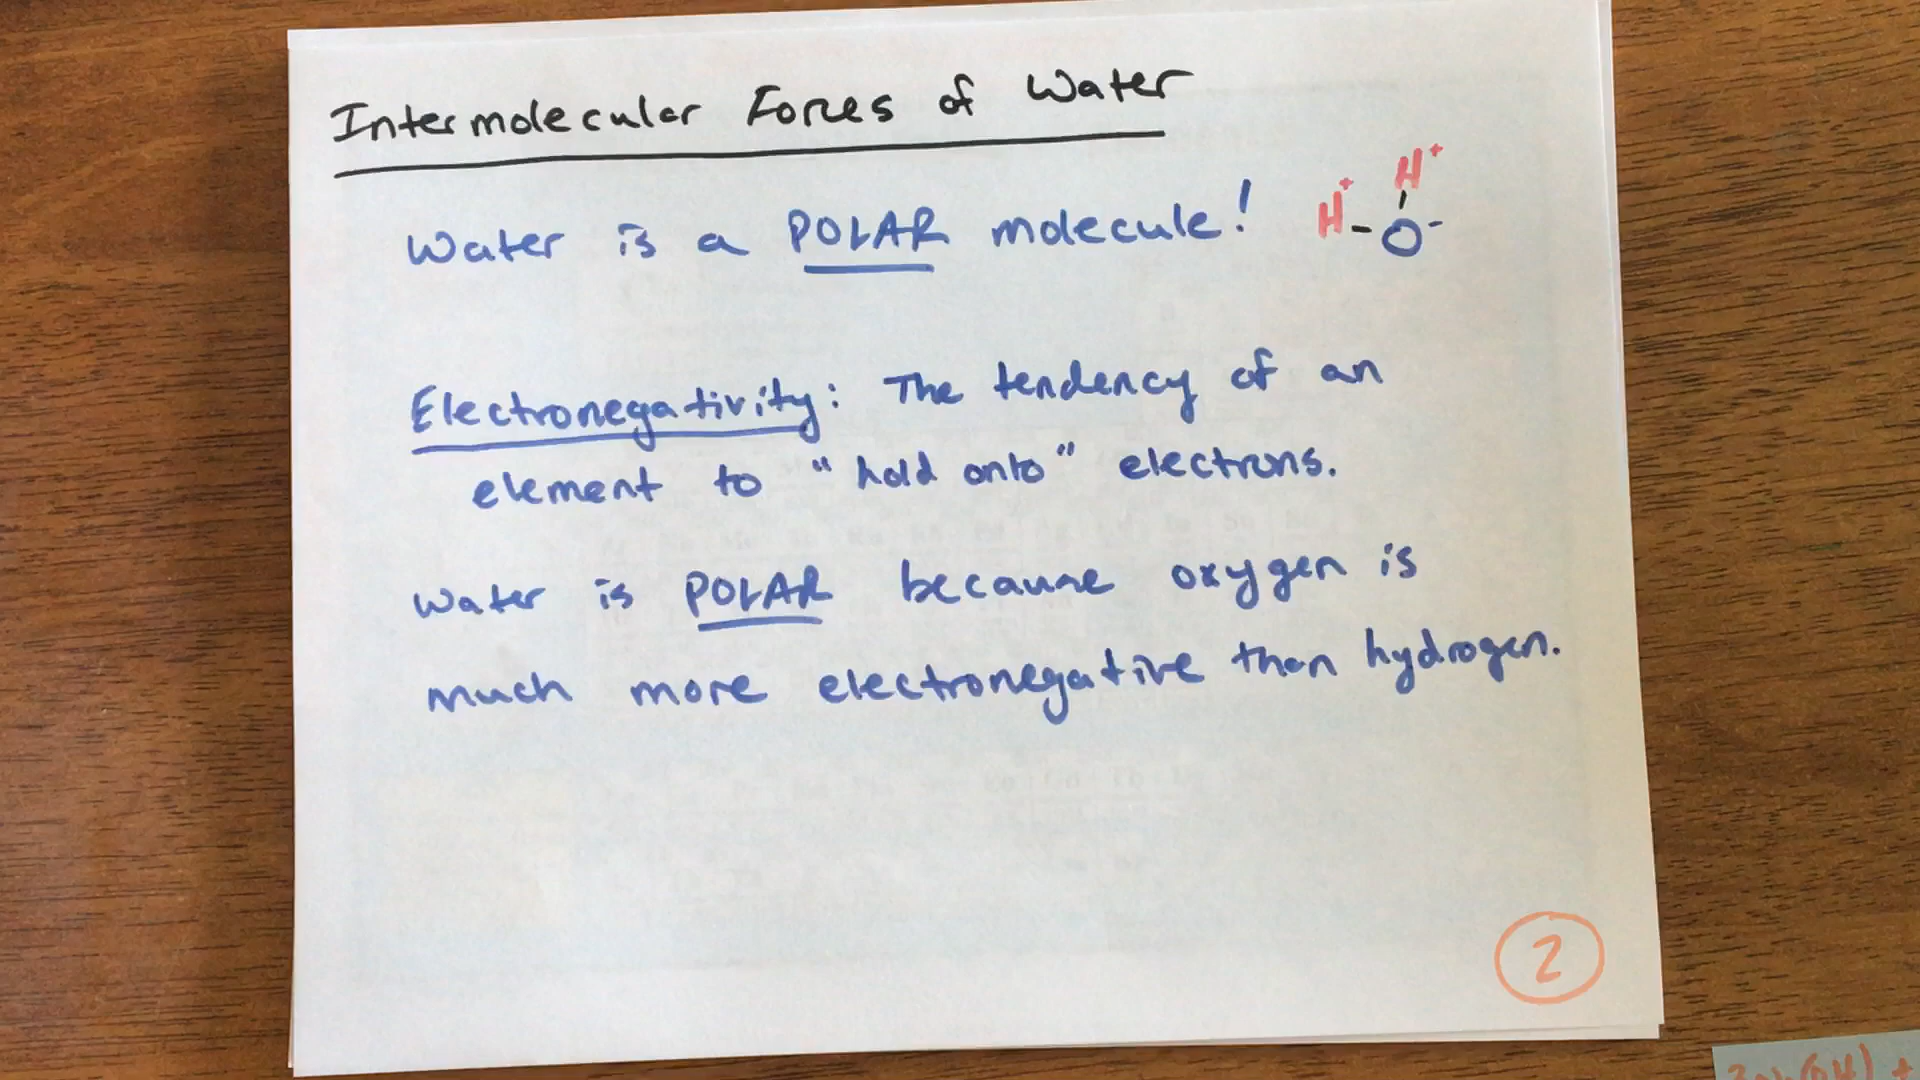 Intermolecular Forces of Water
Water is a POLAR molecule!
H+
H+ - O-
Electronegativity: The tendency of an
element to "hold onto" electrons.
Water is POLAR because oxygen is
much more electronegative than hydrogen.
2